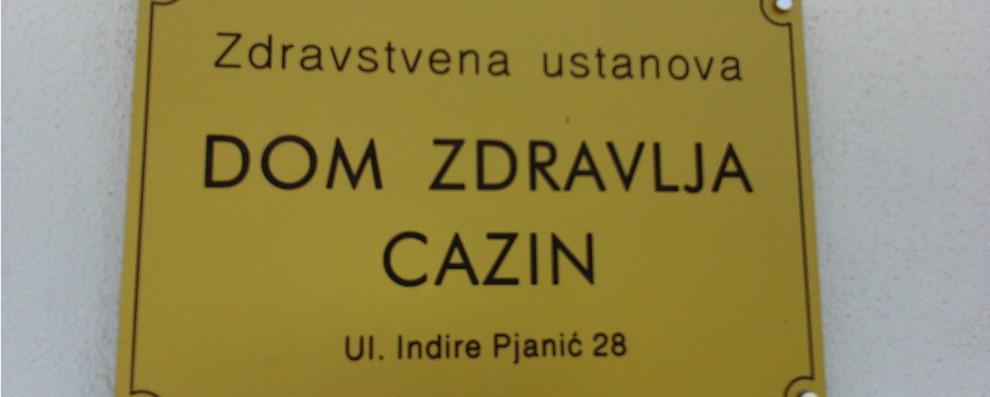 Zdravstvena ustanova
DOM ZDRAVLJA
CAZIN
Ul. Indire Pjanić 28